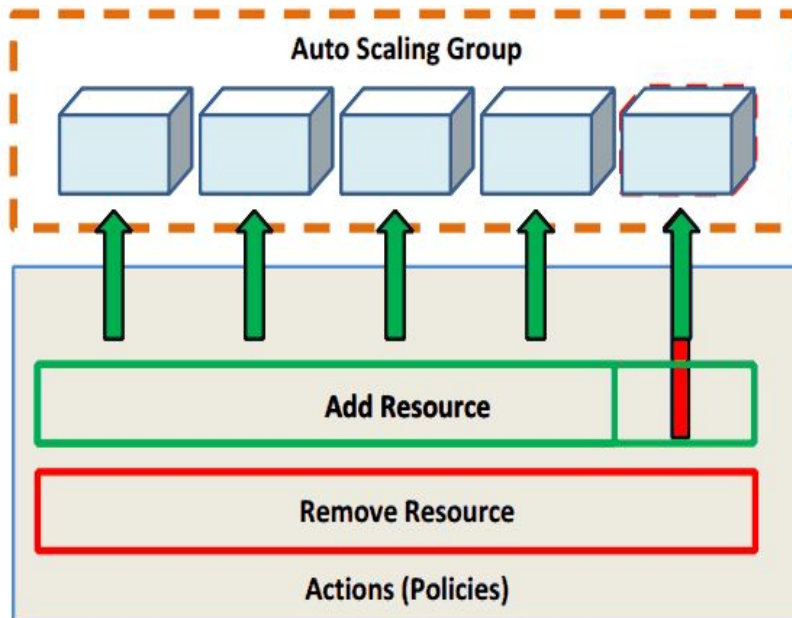 Auto Scaling Group
Add Resource
Remove Resource
Actions (Policies)